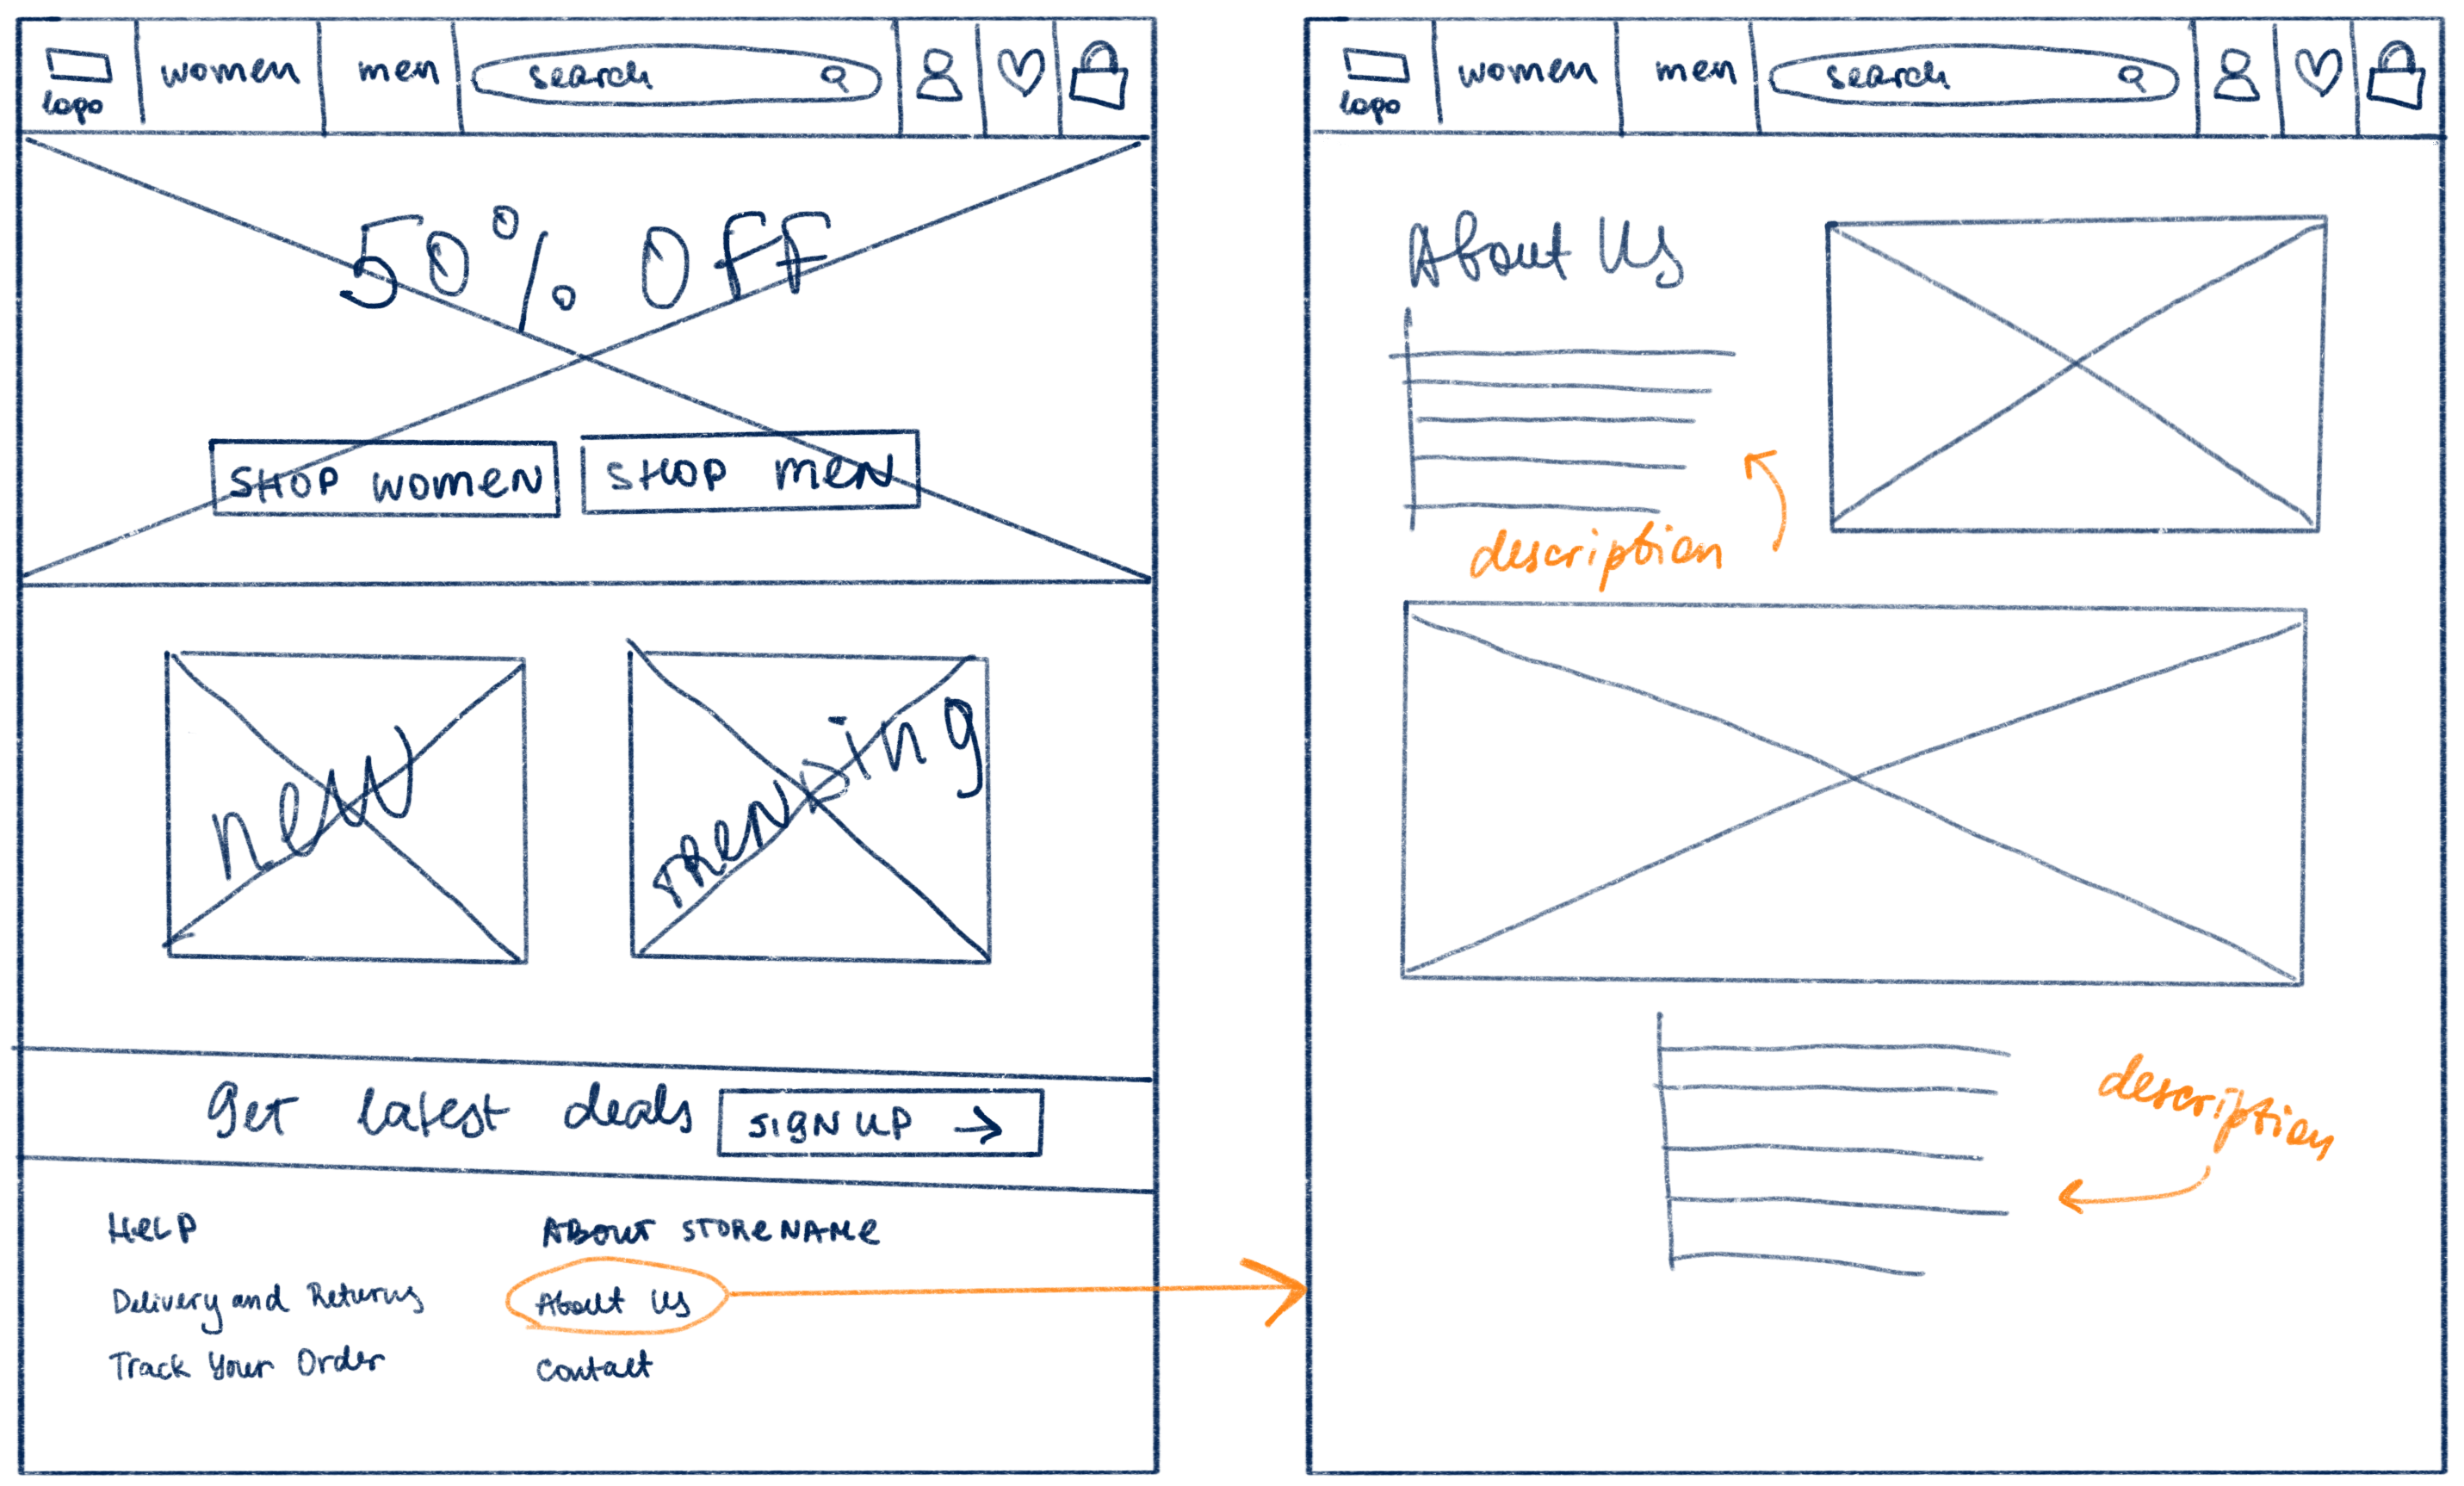 logo women men search
50% Off
SHOP WOMEN SHOP MEN
new TRENDing
Get latest deals SIGN UP →
HELP ABOUT STORENAME
Delivery and Returns About Us
Track Your Order Contact
logo women men search
About Us
description
description